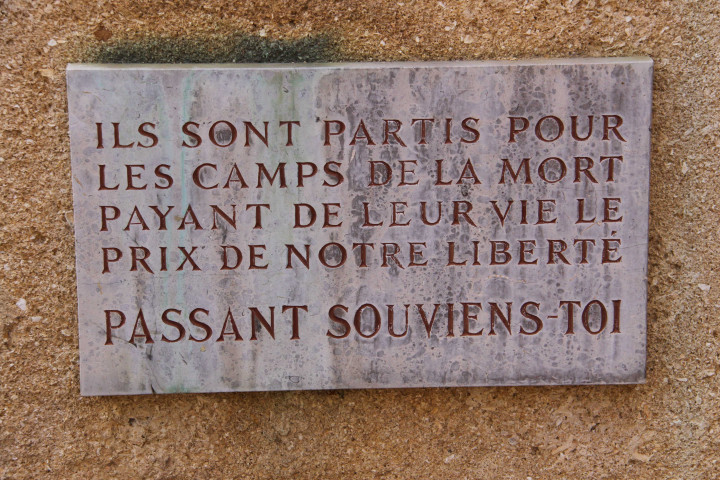 ILS SONT PARTIS POUR
LES CAMPS DE LA MORT
PAYANT DE LEUR VIE LE
PRIX DE NOTRE LIBERTÉ
PASSANT SOUVIENS-TOI